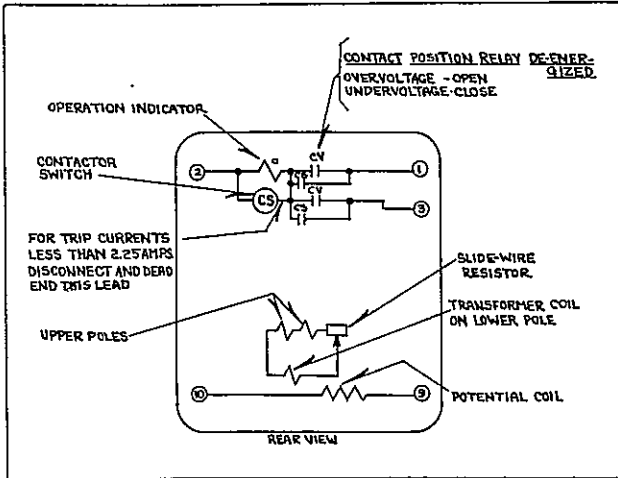 CONTACT POSITION RELAY DE-ENER-
GIZED
OVERVOLTAGE - OPEN
UNDERVOLTAGE-CLOSE
OPERATION INDICATOR
CONTACTOR
SWITCH
2
CV
1
CS
CS
CV
3
CS
FOR TRIP CURRENTS
LESS THAN 2.25AMPS
DISCONNECT AND DEAD
END THIS LEAD
SLIDE-WIRE
RESISTOR
TRANSFORMER COIL
ON LOWER POLE
UPPER POLES
10
9
POTENTIAL COIL
REAR VIEW